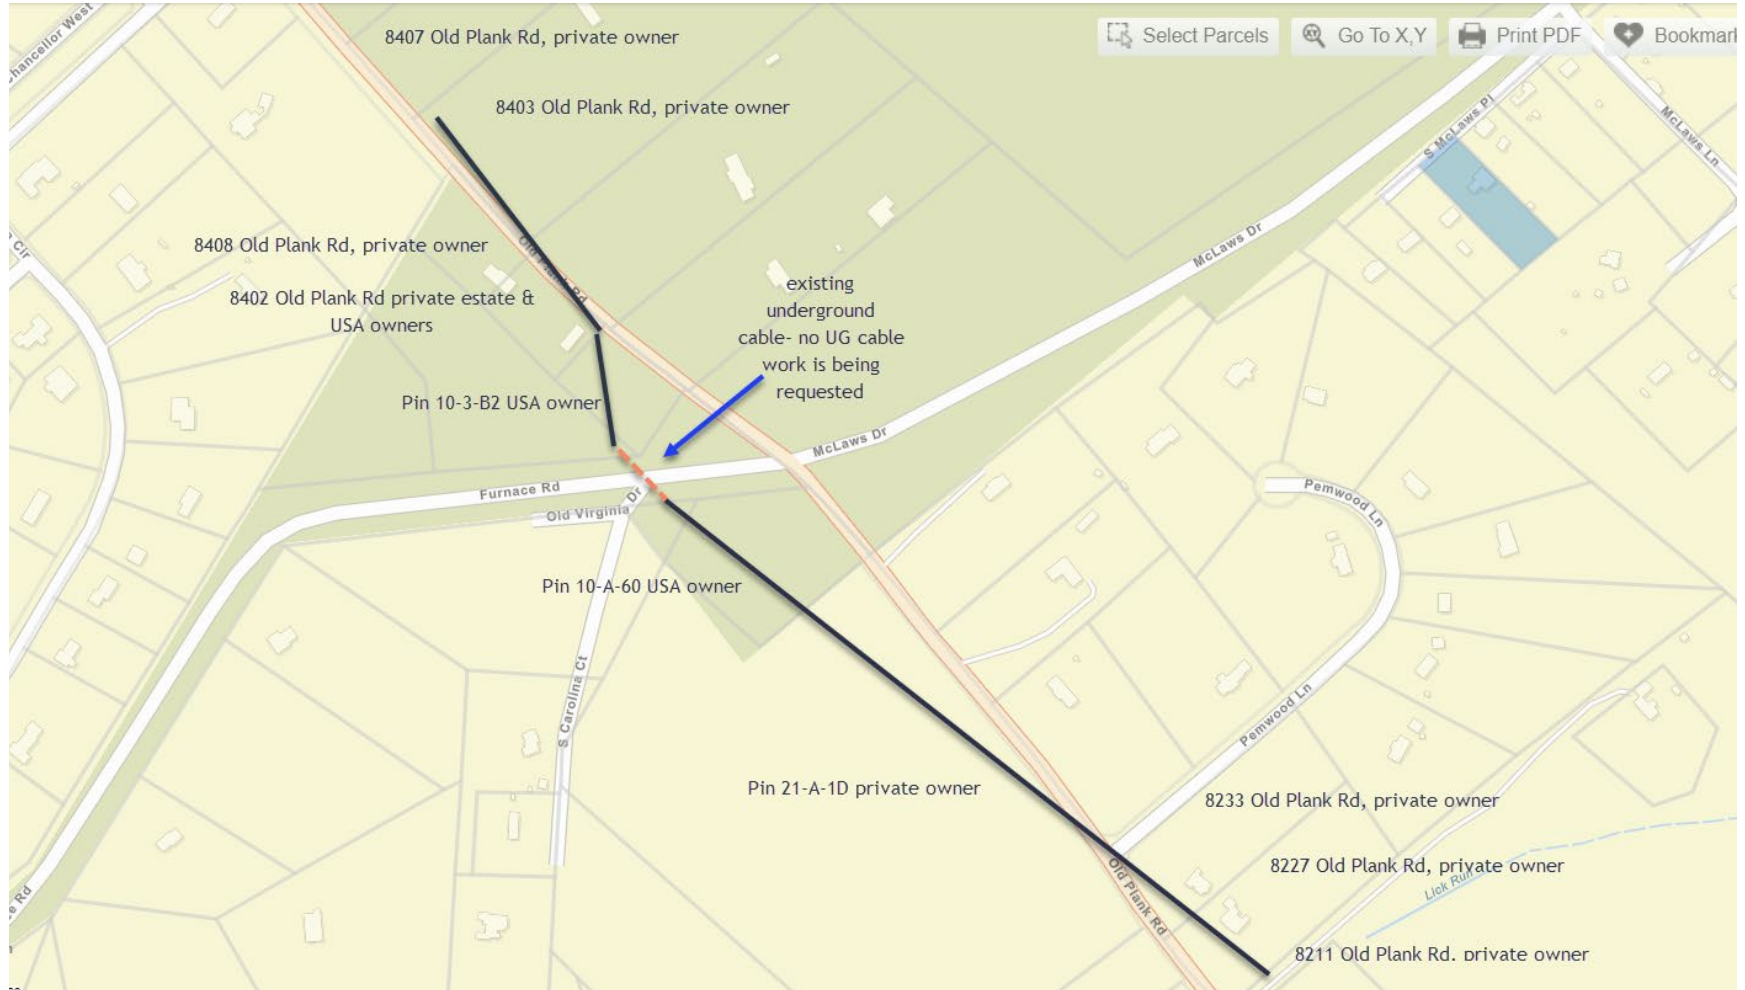 Chancellor West
Select Parcels
Go To X,Y
Print PDF
Bookmark
8407 Old Plank Rd, private owner
8403 Old Plank Rd, private owner
S McLaws Pl
McLaws Ln
Cir
8408 Old Plank Rd, private owner
Old Plank Rd
McLaws Dr
8402 Old Plank Rd private estate &
USA owners
existing
underground
cable- no UG cable
work is being
requested
Pin 10-3-B2 USA owner
McLaws Dr
Furnace Rd
Old Virginia Dr
Pemwood Ln
Pin 10-A-60 USA owner
S Carolina Ct
Pemwood Ln
Pin 21-A-1D private owner
8233 Old Plank Rd, private owner
8227 Old Plank Rd, private owner
Lick Run
Old Plank Rd
8211 Old Plank Rd. private owner
Rd